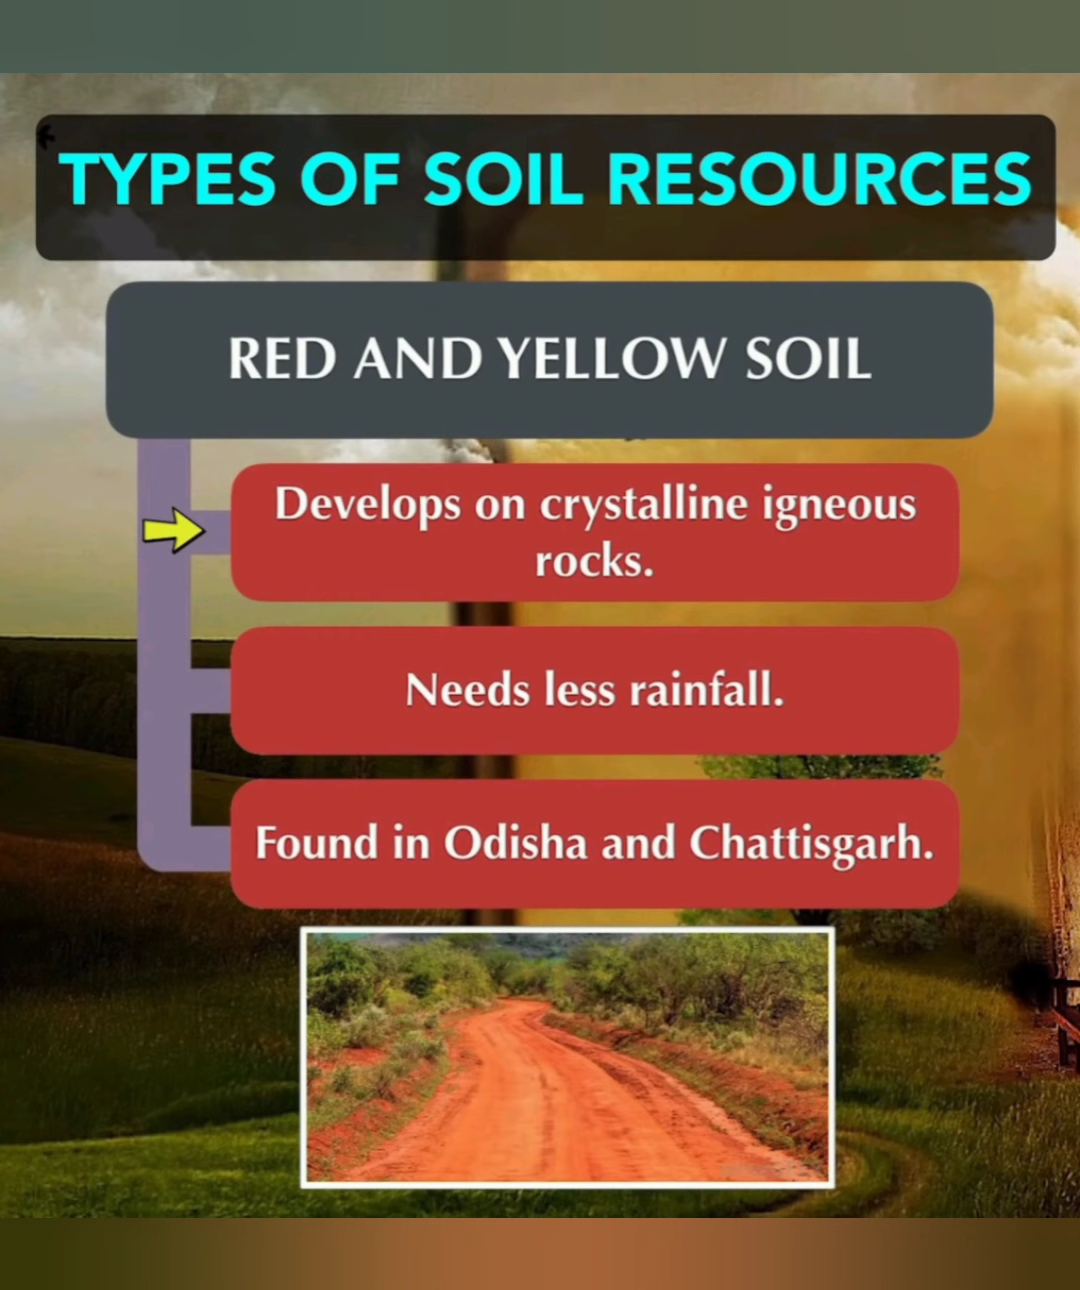 TYPES OF SOIL RESOURCES
RED AND YELLOW SOIL
Develops on crystalline igneous
rocks.
Needs less rainfall.
Found in Odisha and Chattisgarh.